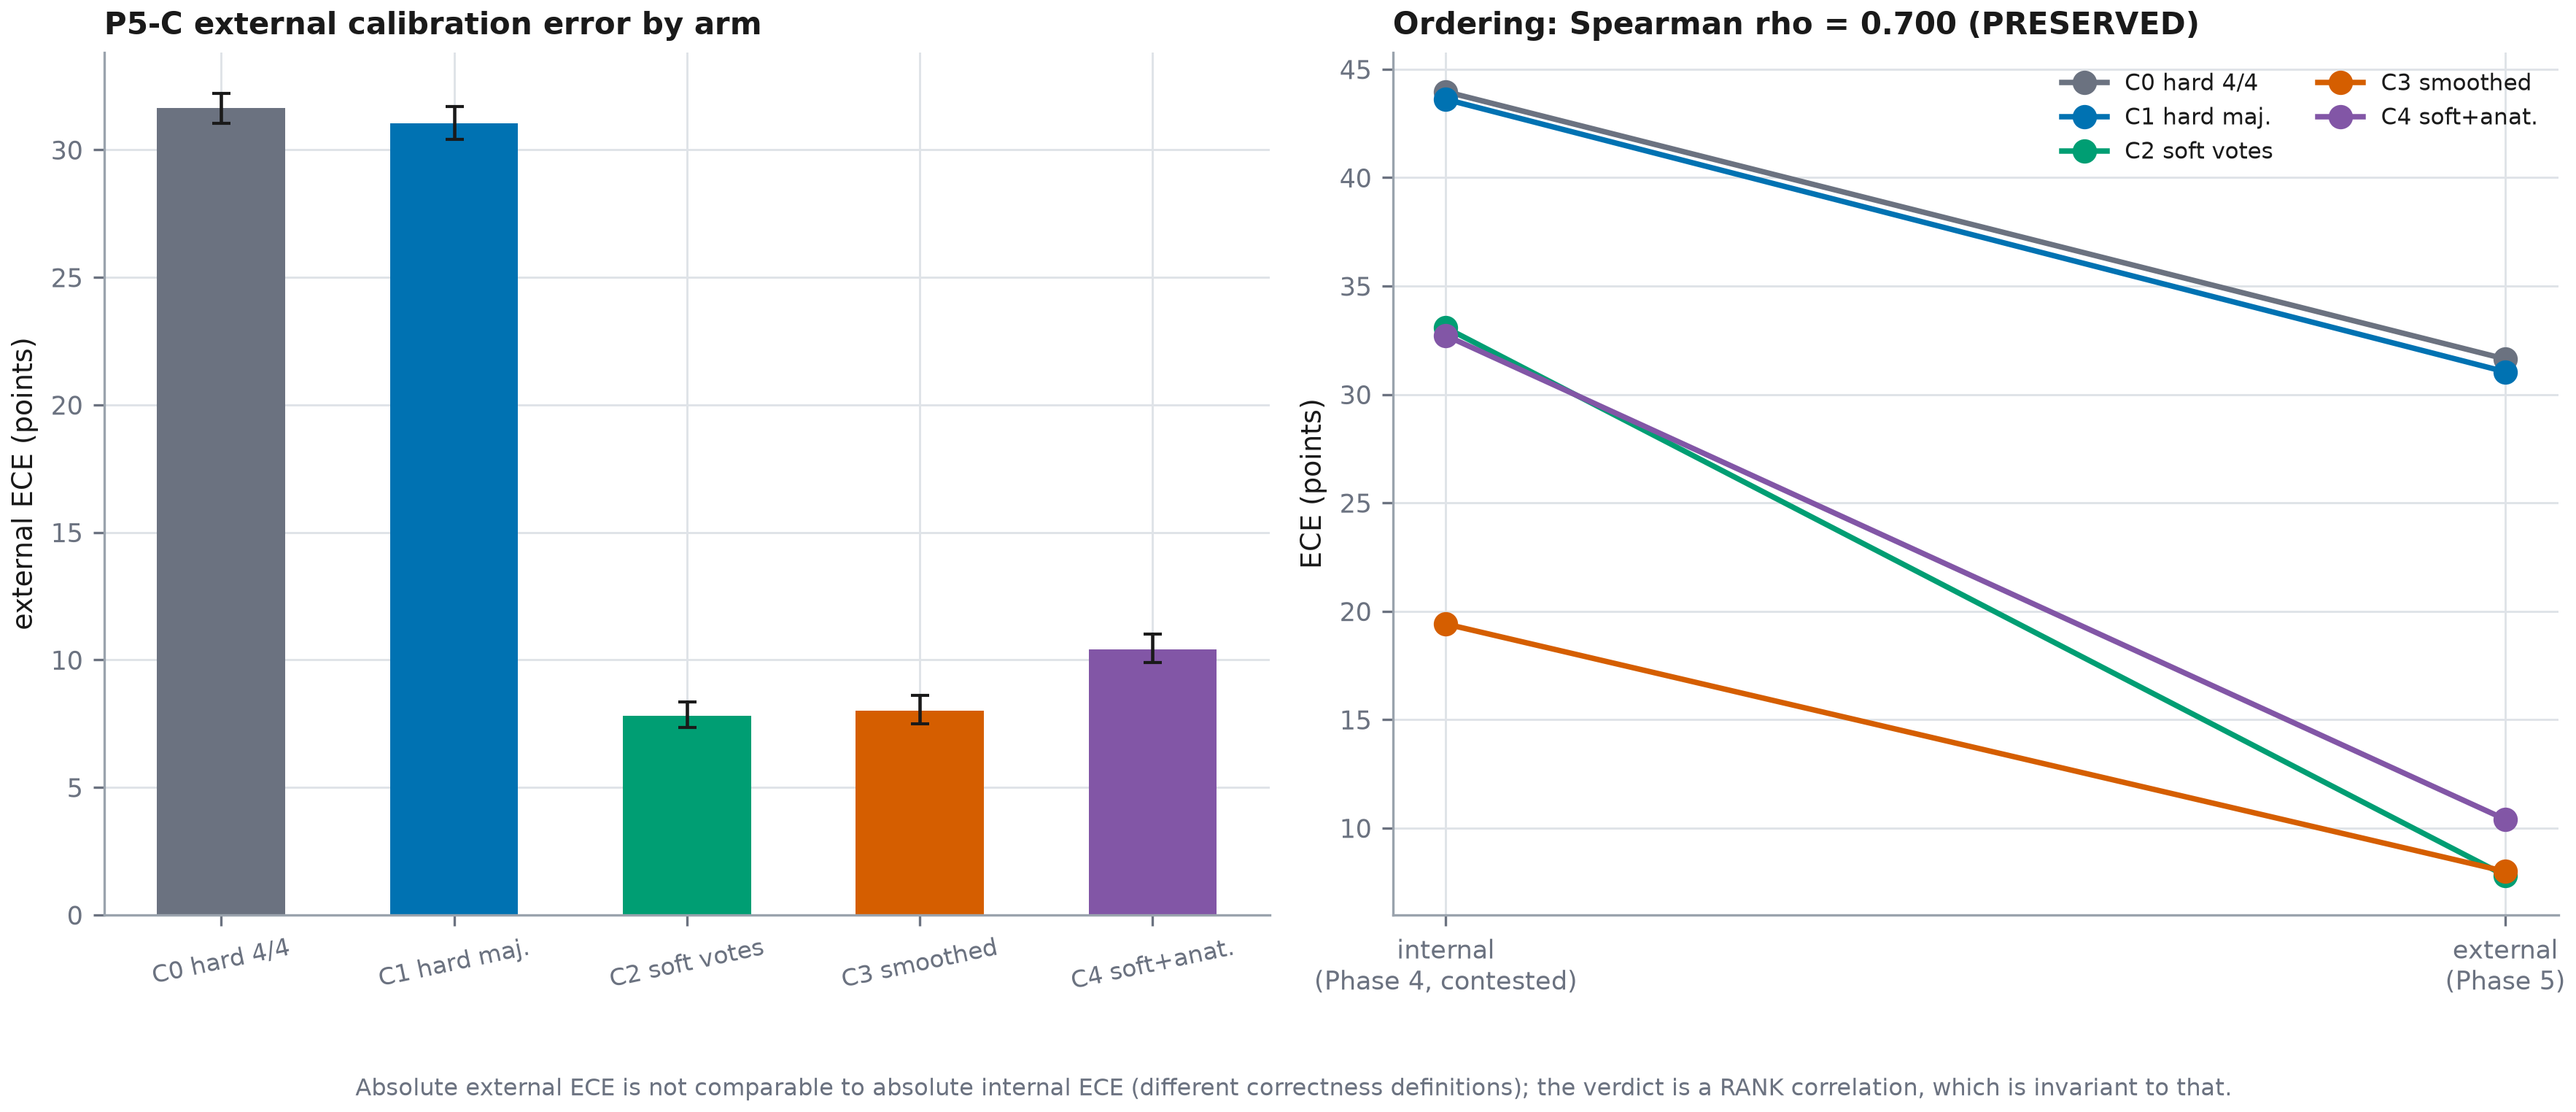 P5-C external calibration error by arm
external ECE (points)
30
25
20
15
10
5
0
C0 hard 4/4
C1 hard maj.
C2 soft votes
C3 smoothed
C4 soft+anat.
Ordering: Spearman rho = 0.700 (PRESERVED)
ECE (points)
45
40
35
30
25
20
15
10
C0 hard 4/4
C1 hard maj.
C2 soft votes
C3 smoothed
C4 soft+anat.
internal
(Phase 4, contested)
external
(Phase 5)
Absolute external ECE is not comparable to absolute internal ECE (different correctness definitions); the verdict is a RANK correlation, which is invariant to that.